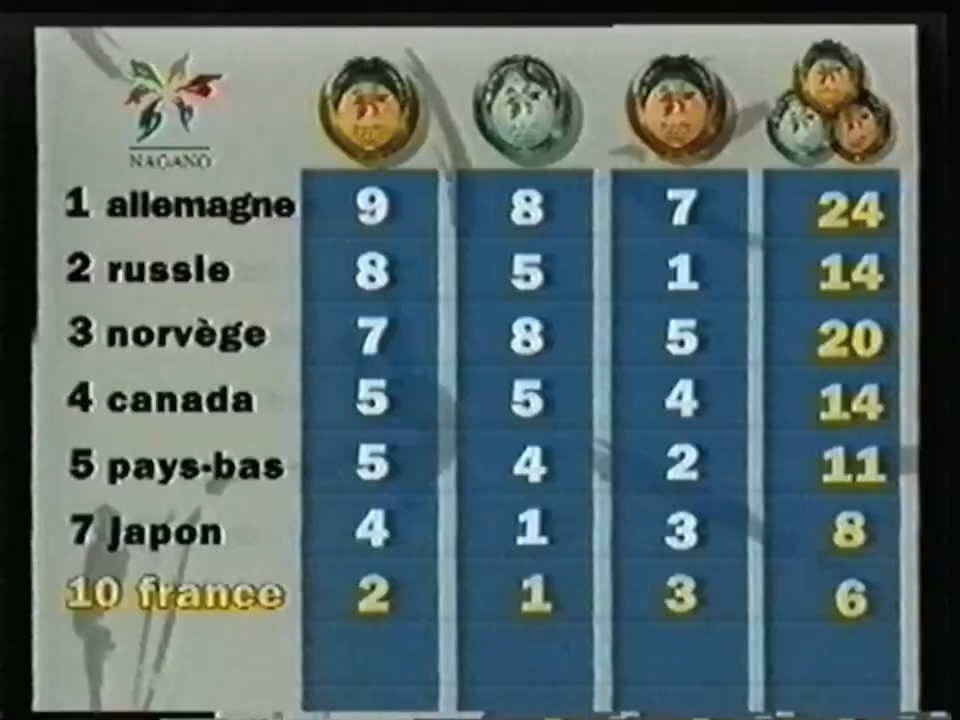 NAGANO
1 allemagne 9 8 7 24
2 russie 8 5 1 14
3 norvège 7 8 5 20
4 canada 5 5 4 14
5 pays-bas 5 4 2 11
7 Japon 4 1 3 8
10 france 2 1 3 6